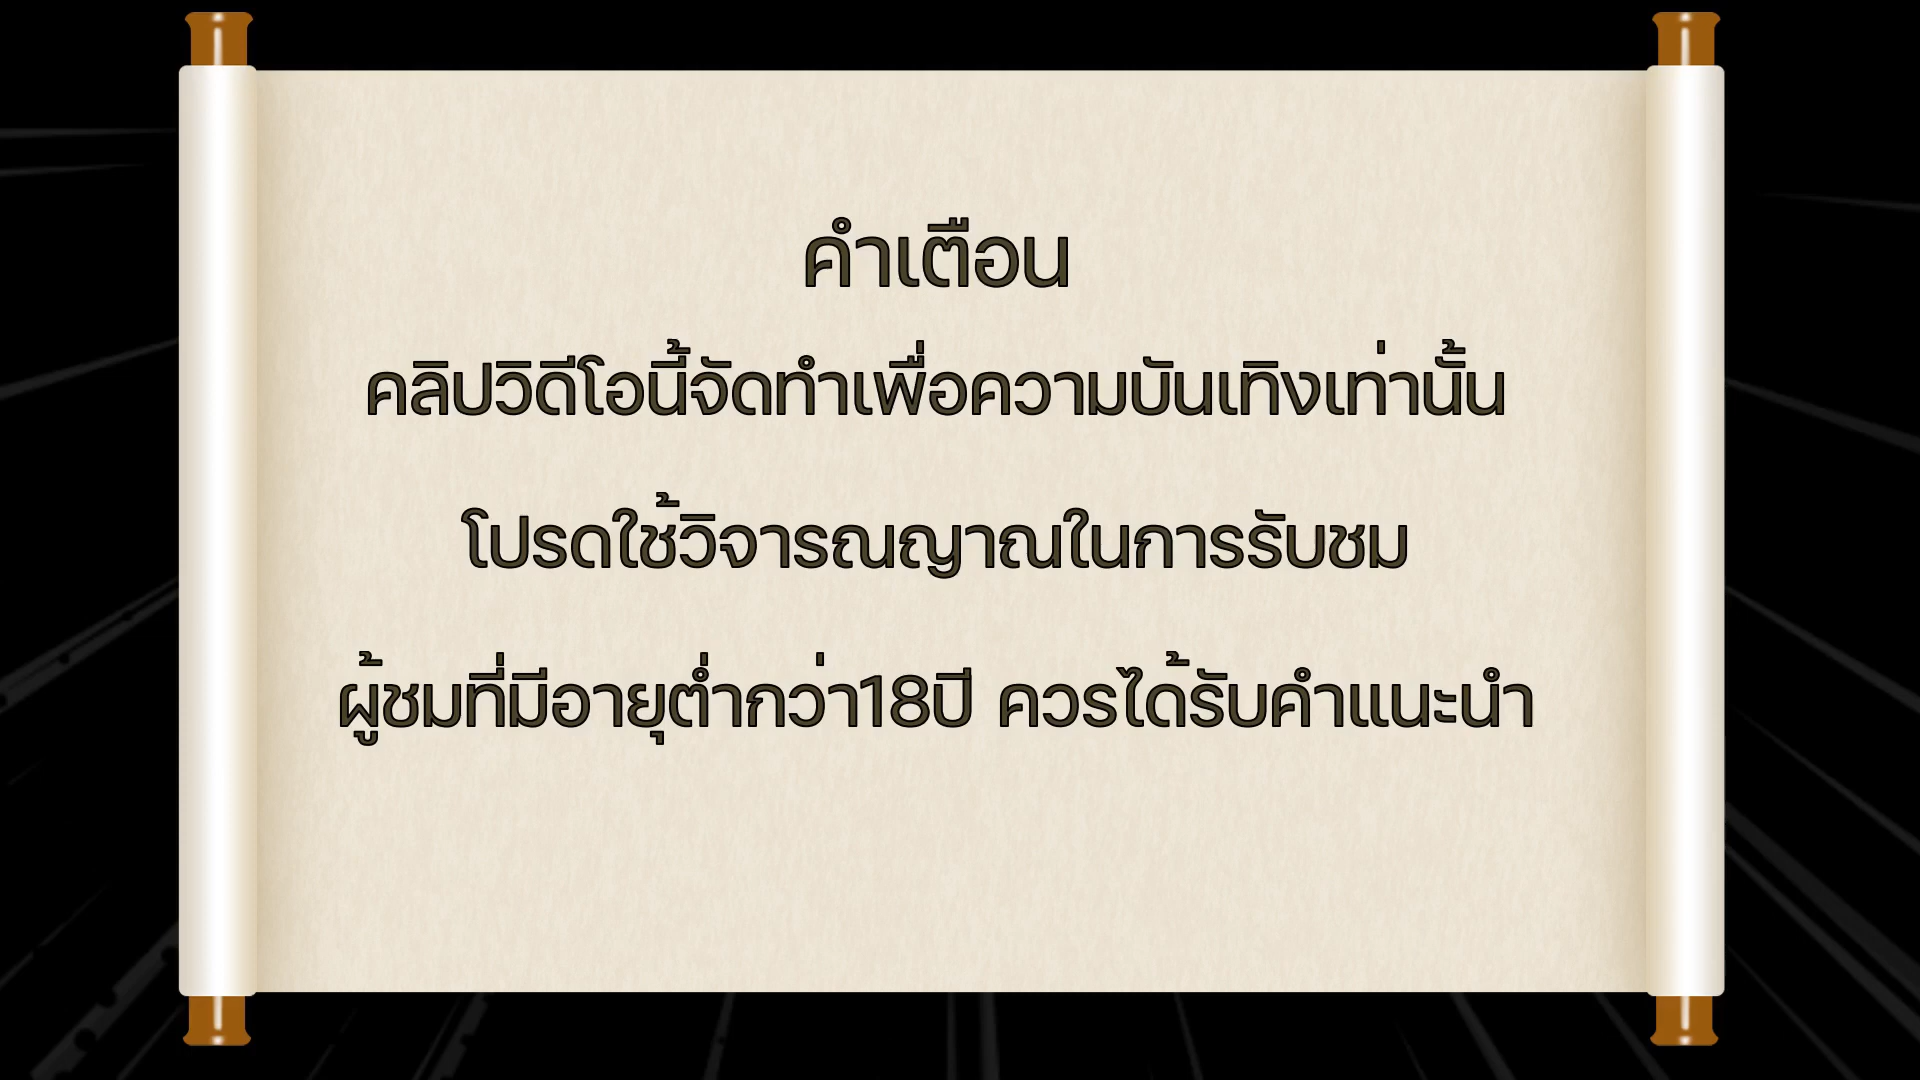 คำเตือน
คลิปวิดีโอนี้จัดทำเพื่อความบันเทิงเท่านั้น
โปรดใช้วิจารณญาณในการรับชม
ผู้ชมที่มีอายุต่ำกว่า18ปี ควรได้รับคำแนะนำ